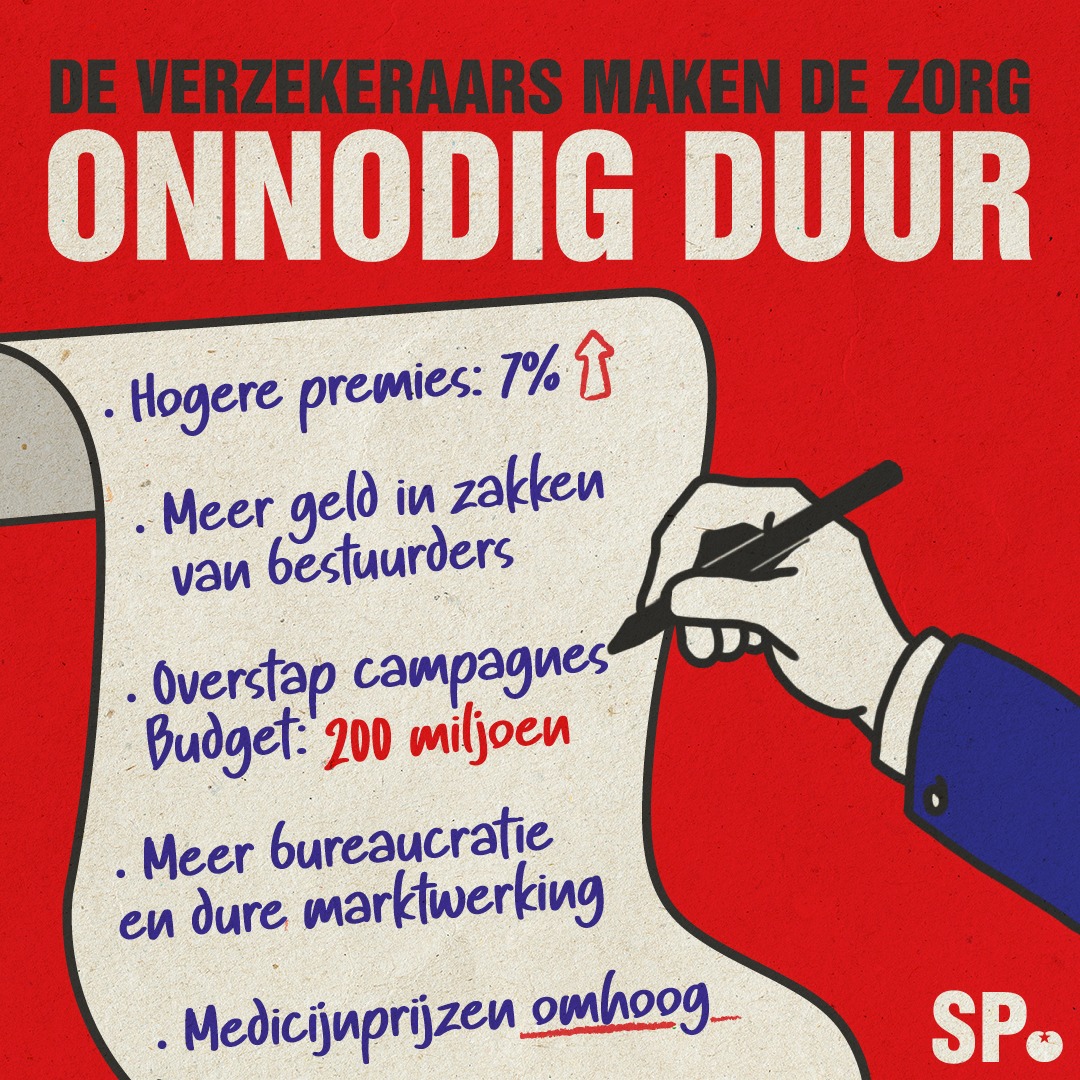 DE VERZEKERAARS MAKEN DE ZORG
ONNODIG DUUR
. Hogere premies: 7%
. Meer geld in zakken
van bestuurders
. Overstap campagnes
Budget: 200 miljoen
. Meer bureaucratie
en dure marktwerking
. Medicijnprijzen omhoog
SP.